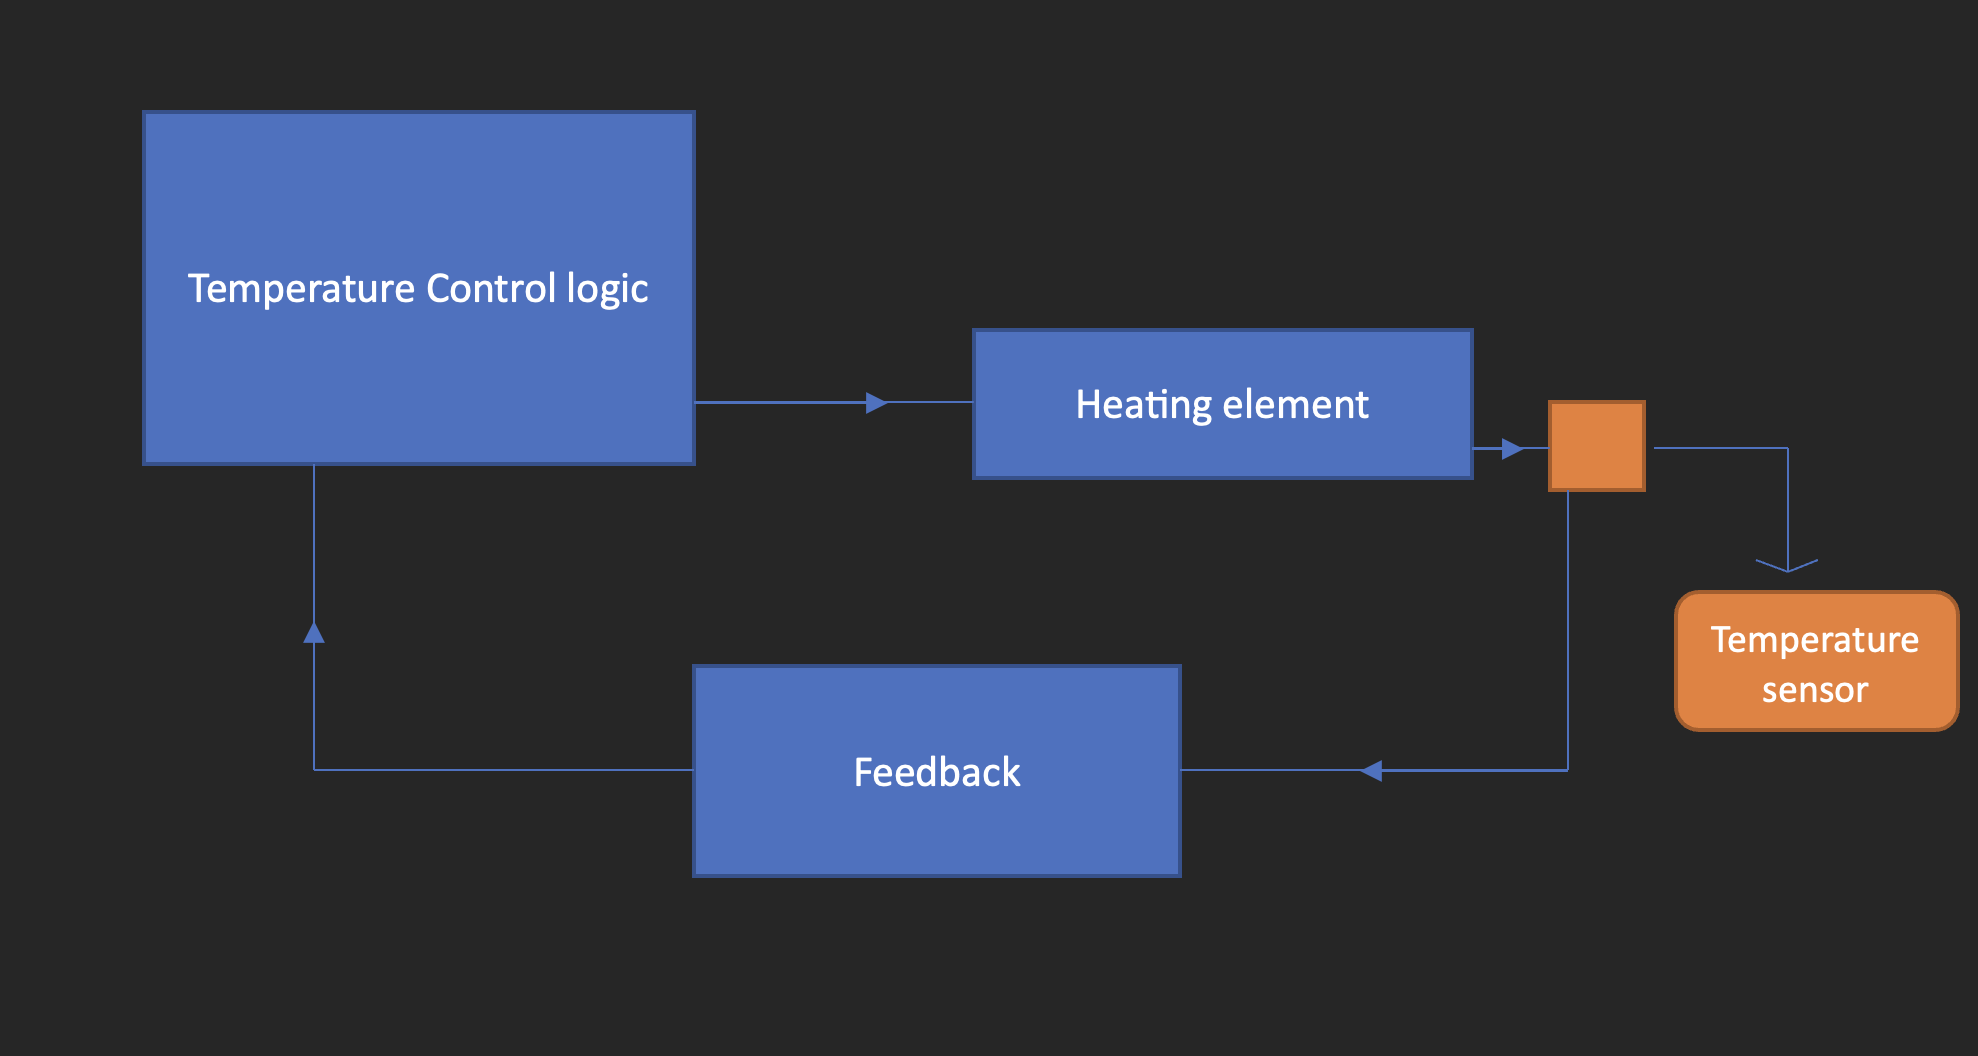 Temperature Control logic
Heating element
Temperature
sensor
Feedback